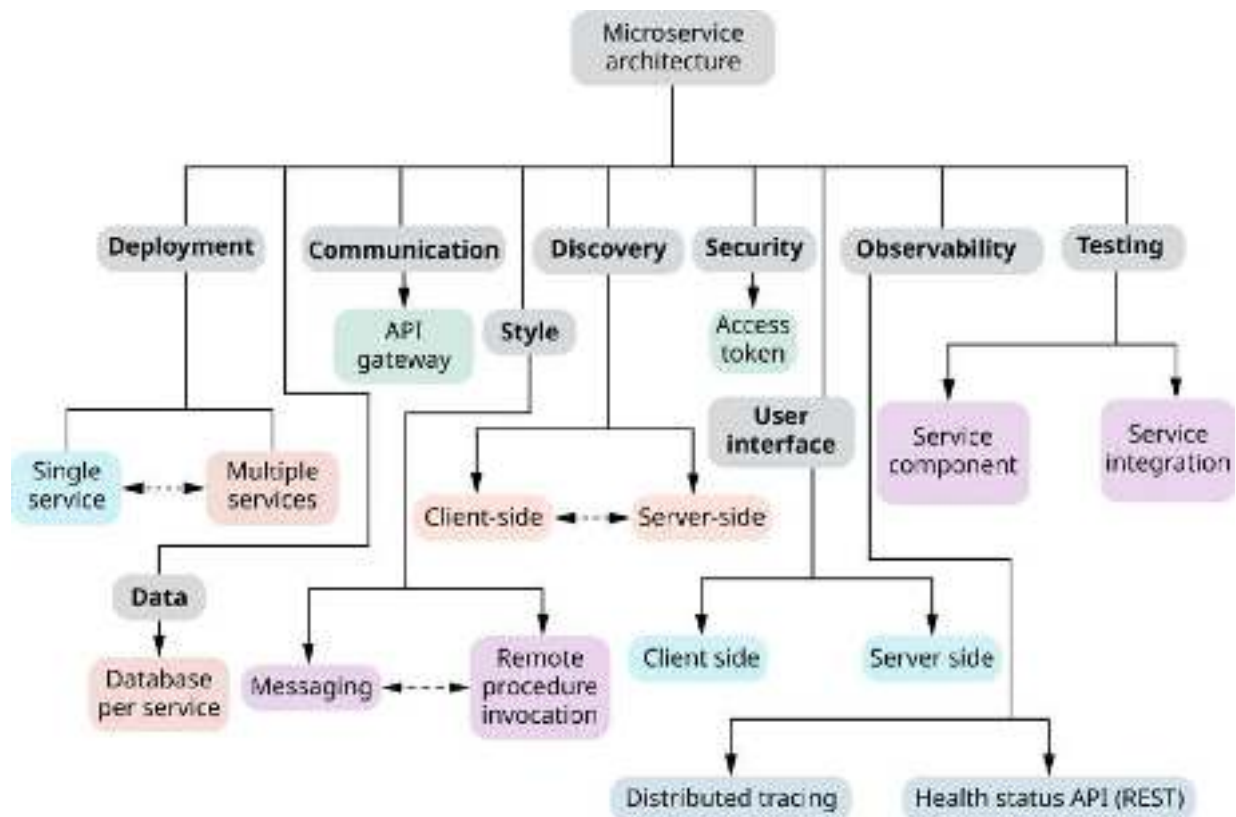 Microservice
architecture
Deployment
Communication
Discovery
Security
Observability
Testing
API
gateway
Style
Access
token
User
interface
Service
component
Service
integration
Single
service
Multiple
services
Client-side
Server-side
Data
Database
per service
Messaging
Remote
procedure
invocation
Client side
Server side
Distributed tracing
Health status API (REST)